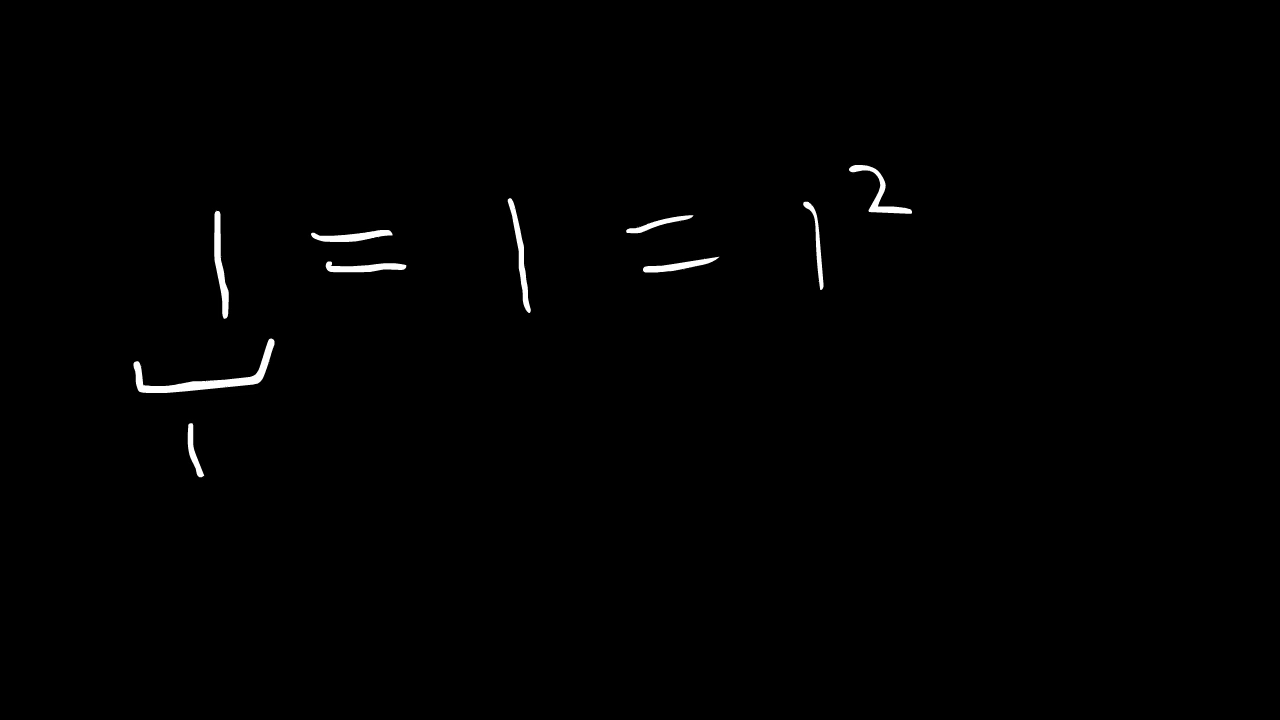 1 = 1 = 1²
1